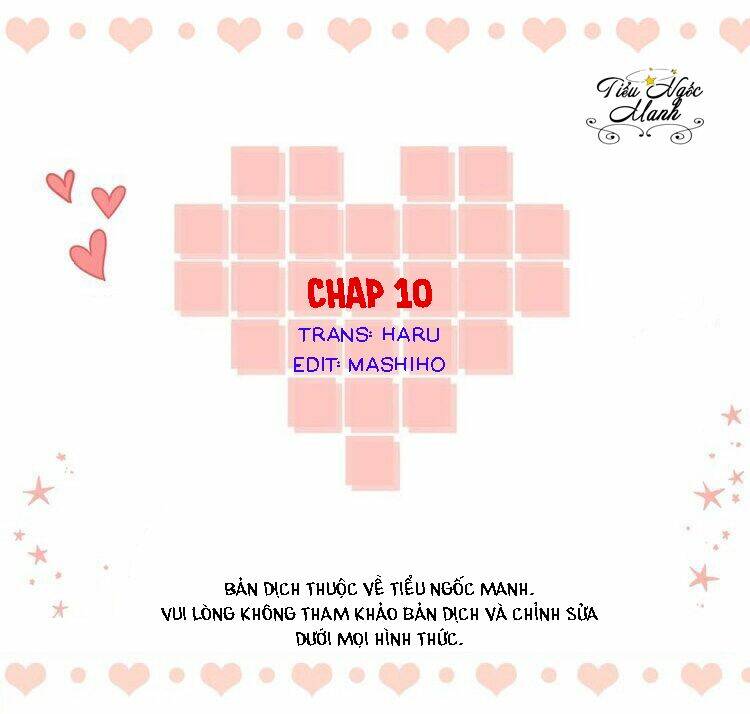 Tiểu Ngốc
Manh
CHAP 10
TRANS: HARU
EDIT: MASHIHO
BẢN DỊCH THUỘC VỀ TIỂU NGỐC MANH.
VUI LÒNG KHÔNG THAM KHẢO BẢN DỊCH VÀ CHỈNH SỬA
DƯỚI MỌI HÌNH THỨC.